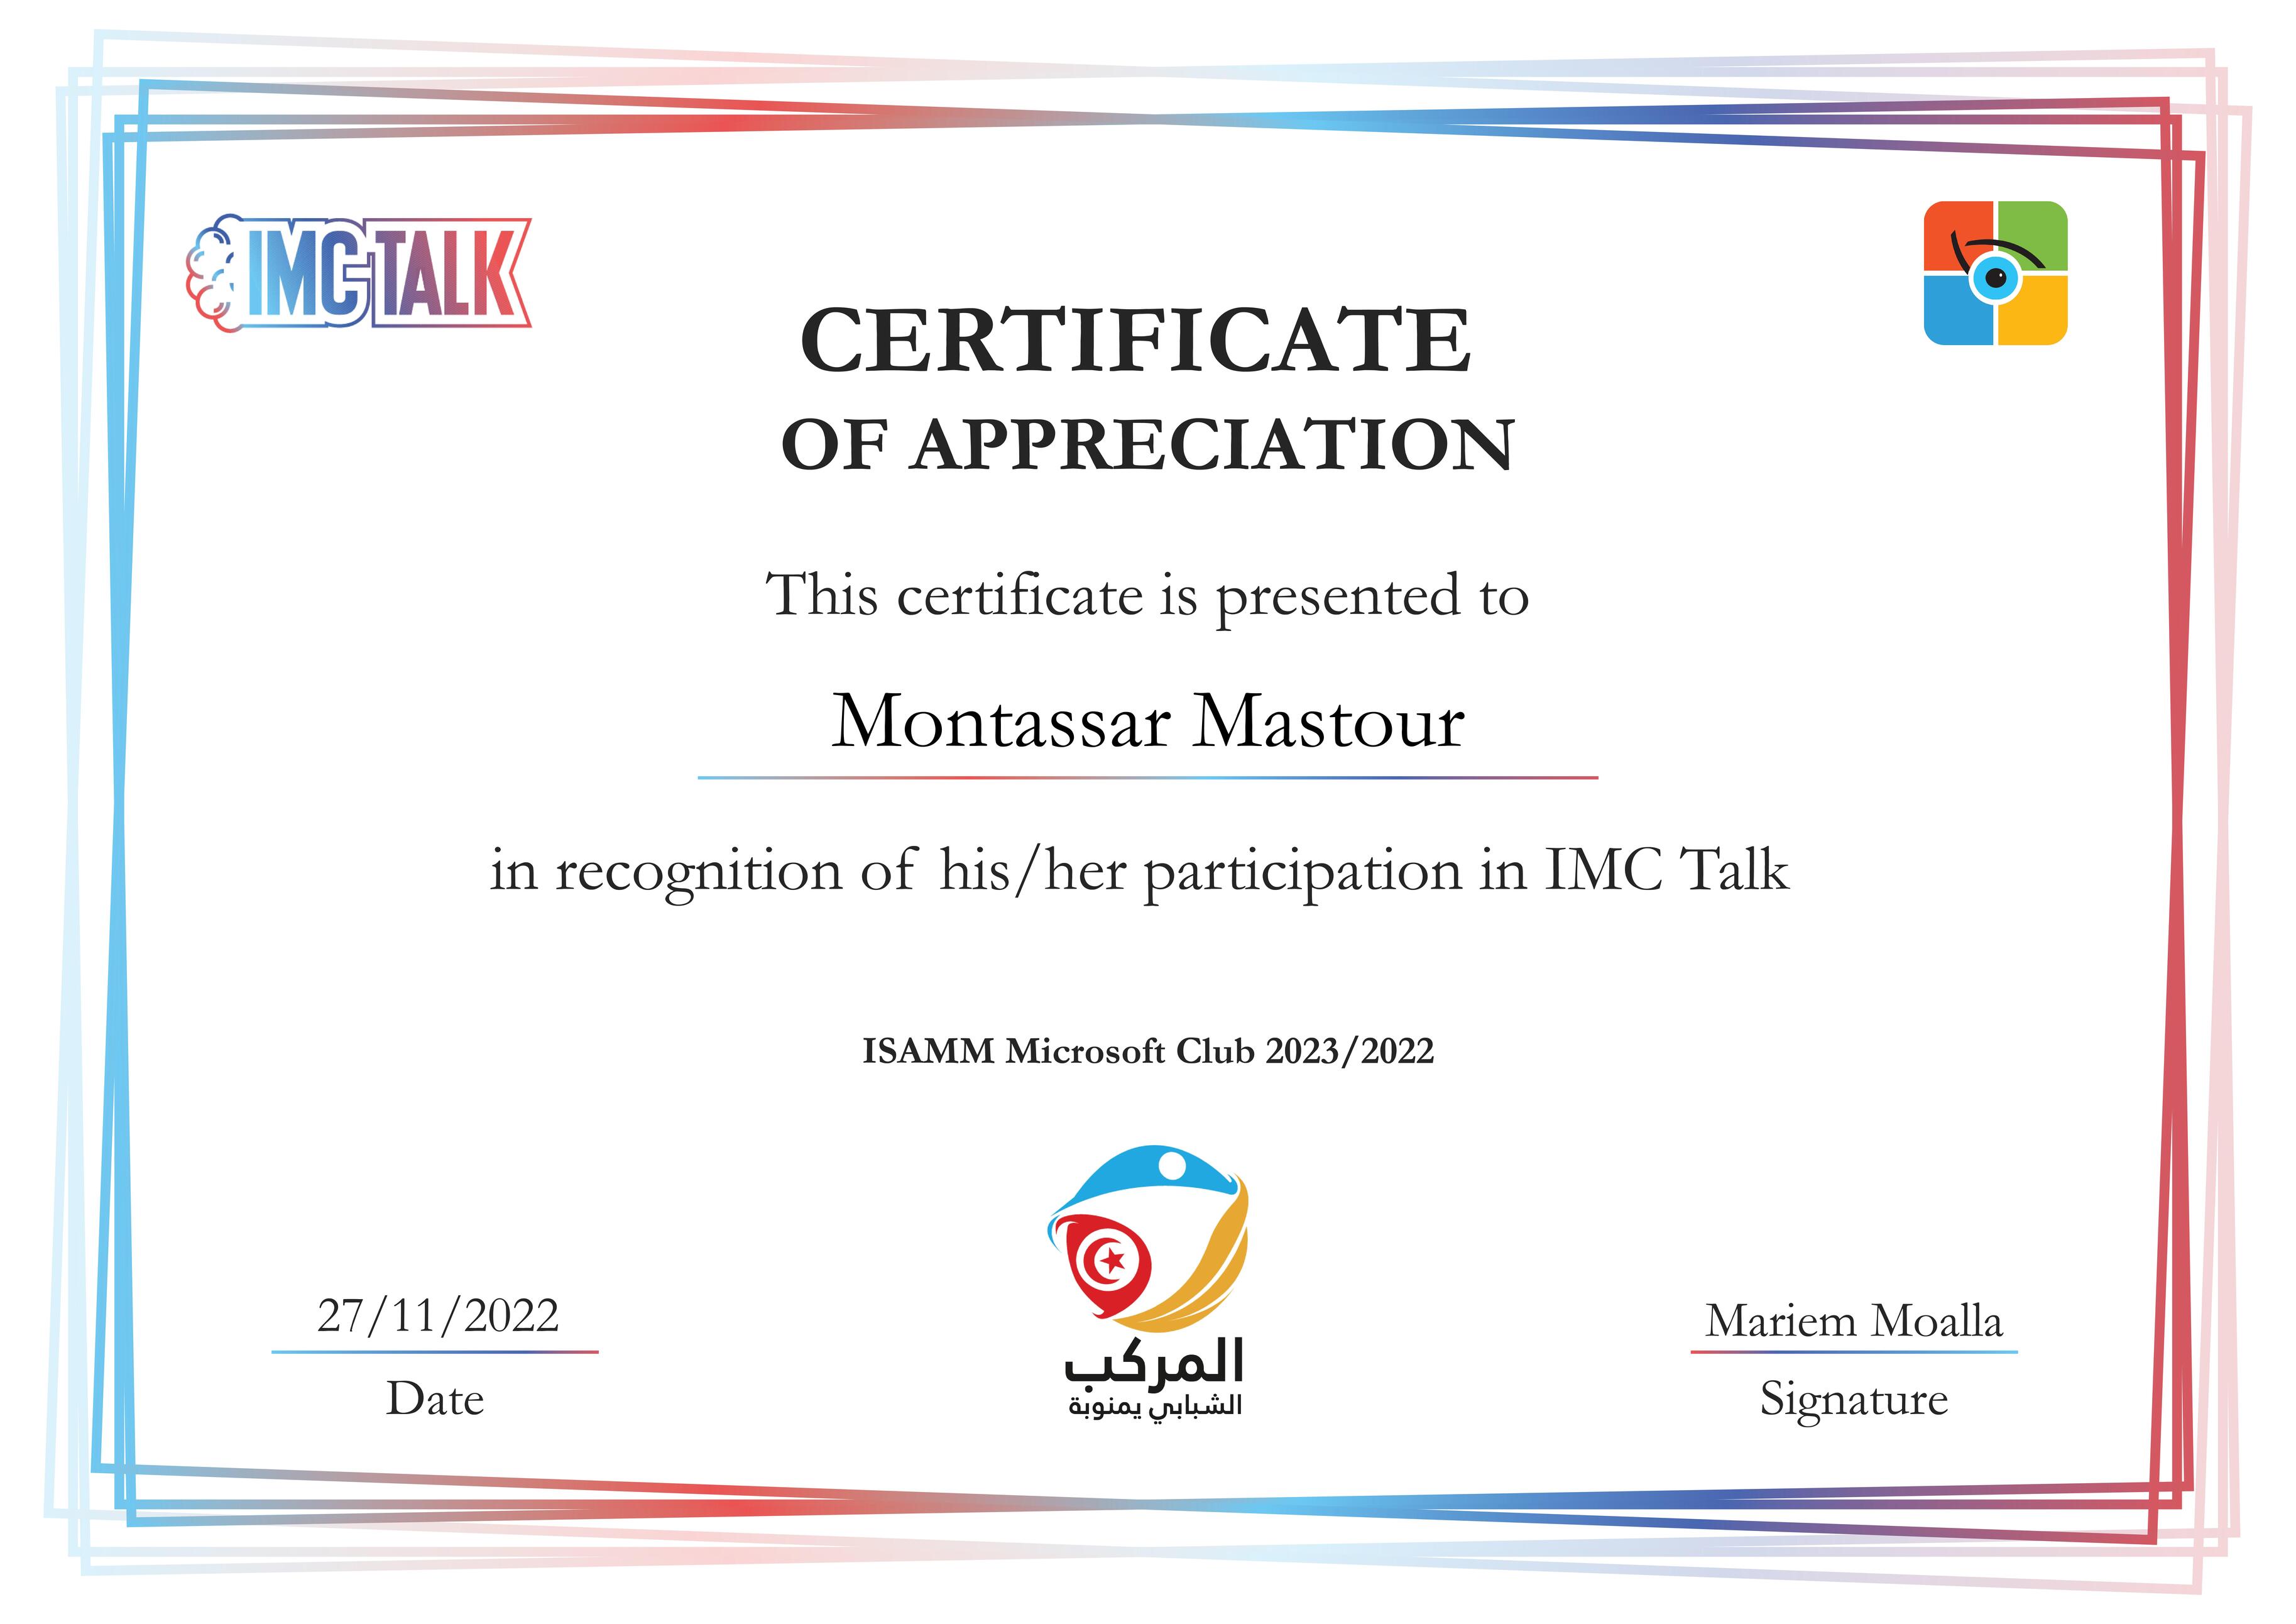 IMC TALK
CERTIFICATE
OF APPRECIATION
This certificate is presented to
Montassar Mastour
in recognition of his/her participation in IMC Talk
ISAMM Microsoft Club 2023/2022
المركب
الشبابي يمنوبة
27/11/2022
Date
Mariem Moalla
Signature